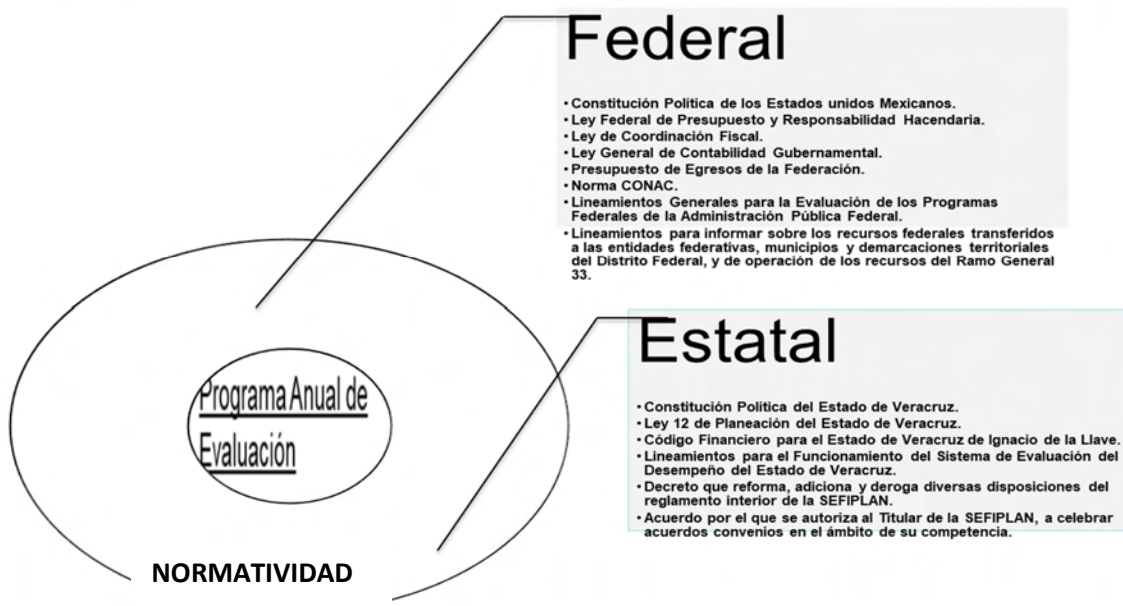 Federal
• Constitución Política de los Estados unidos Mexicanos.
• Ley Federal de Presupuesto y Responsabilidad Hacendaria.
• Ley de Coordinación Fiscal.
• Ley General de Contabilidad Gubernamental.
• Presupuesto de Egresos de la Federación.
• Norma CONAC.
• Lineamientos Generales para la Evaluación de los Programas
Federales de la Administración Pública Federal.
• Lineamientos para informar sobre los recursos federales transferidos
a las entidades federativas, municipios y demarcaciones territoriales
del Distrito Federal, y de operación de los recursos del Ramo General
33.
Estatal
• Constitución Política del Estado de Veracruz.
• Ley 12 de Planeación del Estado de Veracruz.
• Código Financiero para el Estado de Veracruz de Ignacio de la Llave.
• Lineamientos para el Funcionamiento del Sistema de Evaluación del
Desempeño del Estado de Veracruz.
• Decreto que reforma, adiciona y deroga diversas disposiciones del
reglamento interior de la SEFIPLAN.
• Acuerdo por el que se autoriza al Titular de la SEFIPLAN, a celebrar
acuerdos convenios en el ámbito de su competencia.
Programa Anual de
Evaluación
NORMATIVIDAD